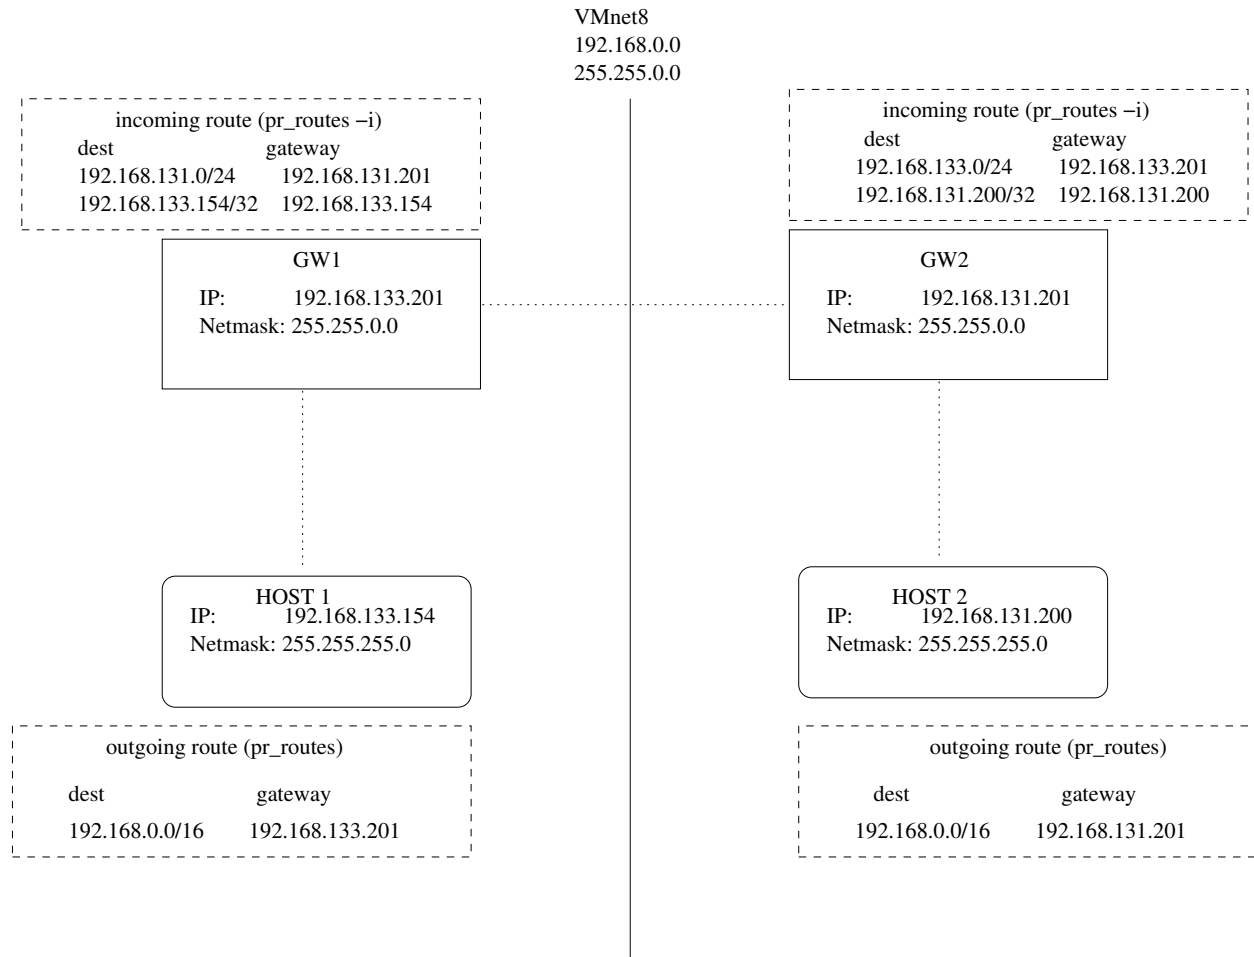 VMnet8
192.168.0.0
255.255.0.0
incoming route (pr_routes −i)
dest gateway
192.168.131.0/24 192.168.131.201
192.168.133.154/32 192.168.133.154
incoming route (pr_routes −i)
dest gateway
192.168.133.0/24 192.168.133.201
192.168.131.200/32 192.168.131.200
GW1
IP: 192.168.133.201
Netmask: 255.255.0.0
GW2
IP: 192.168.131.201
Netmask: 255.255.0.0
HOST 1
IP: 192.168.133.154
Netmask: 255.255.255.0
HOST 2
IP: 192.168.131.200
Netmask: 255.255.255.0
outgoing route (pr_routes)
dest gateway
192.168.0.0/16 192.168.133.201
outgoing route (pr_routes)
dest gateway
192.168.0.0/16 192.168.131.201